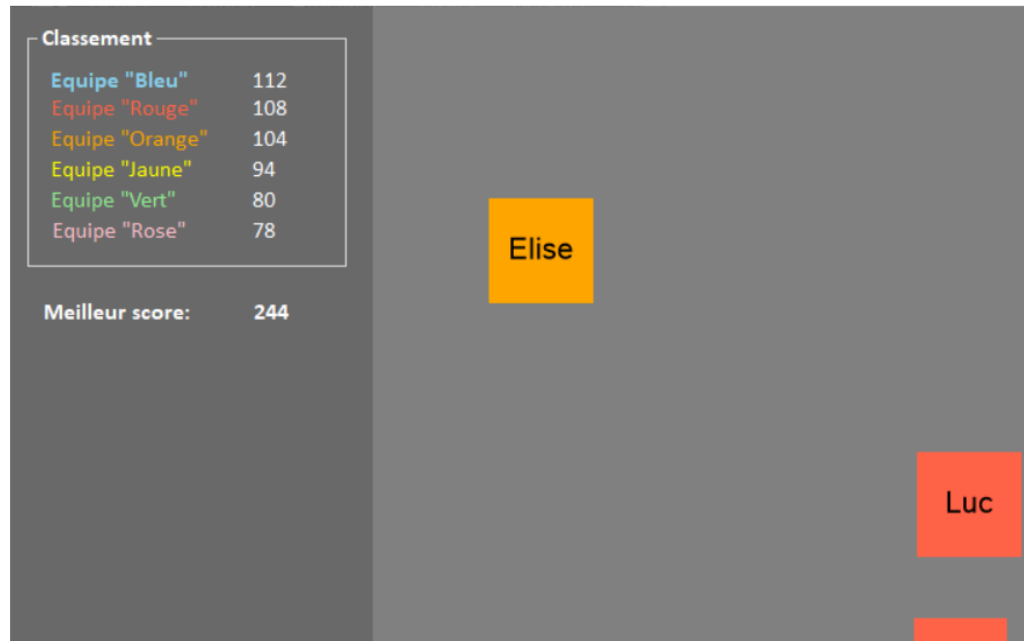 Classement
Equipe "Bleu" 112
Equipe "Rouge" 108
Equipe "Orange" 104
Equipe "Jaune" 94
Equipe "Vert" 80
Equipe "Rose" 78
Meilleur score: 244
Elise
Luc